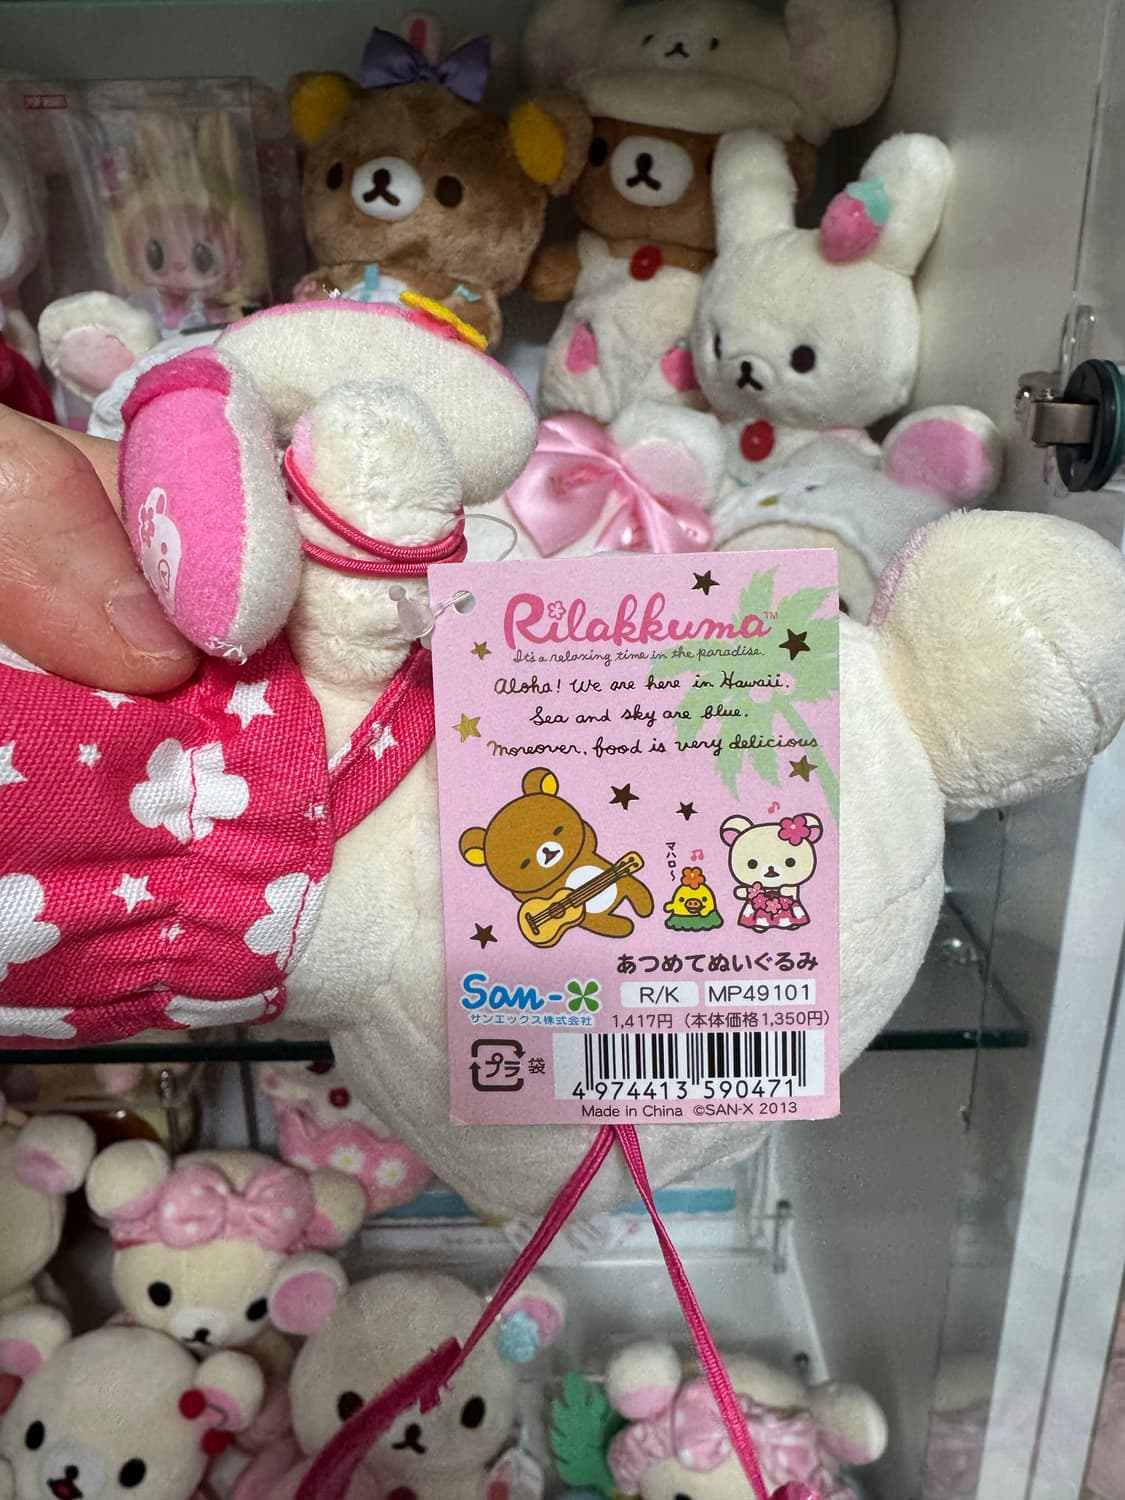 Rilakkuma™
It's a relaxing time in the paradise.
Aloha! We are here in Hawaii.
Sea and sky are blue.
Moreover, food is very delicious.
マハロ〜
あつめてぬいぐるみ
San-X
サンエックス株式会社
R/K MP49101
1,417円 (本体価格1,350円)
プラ 袋
4 974413 590471
Made in China ©SAN-X 2013